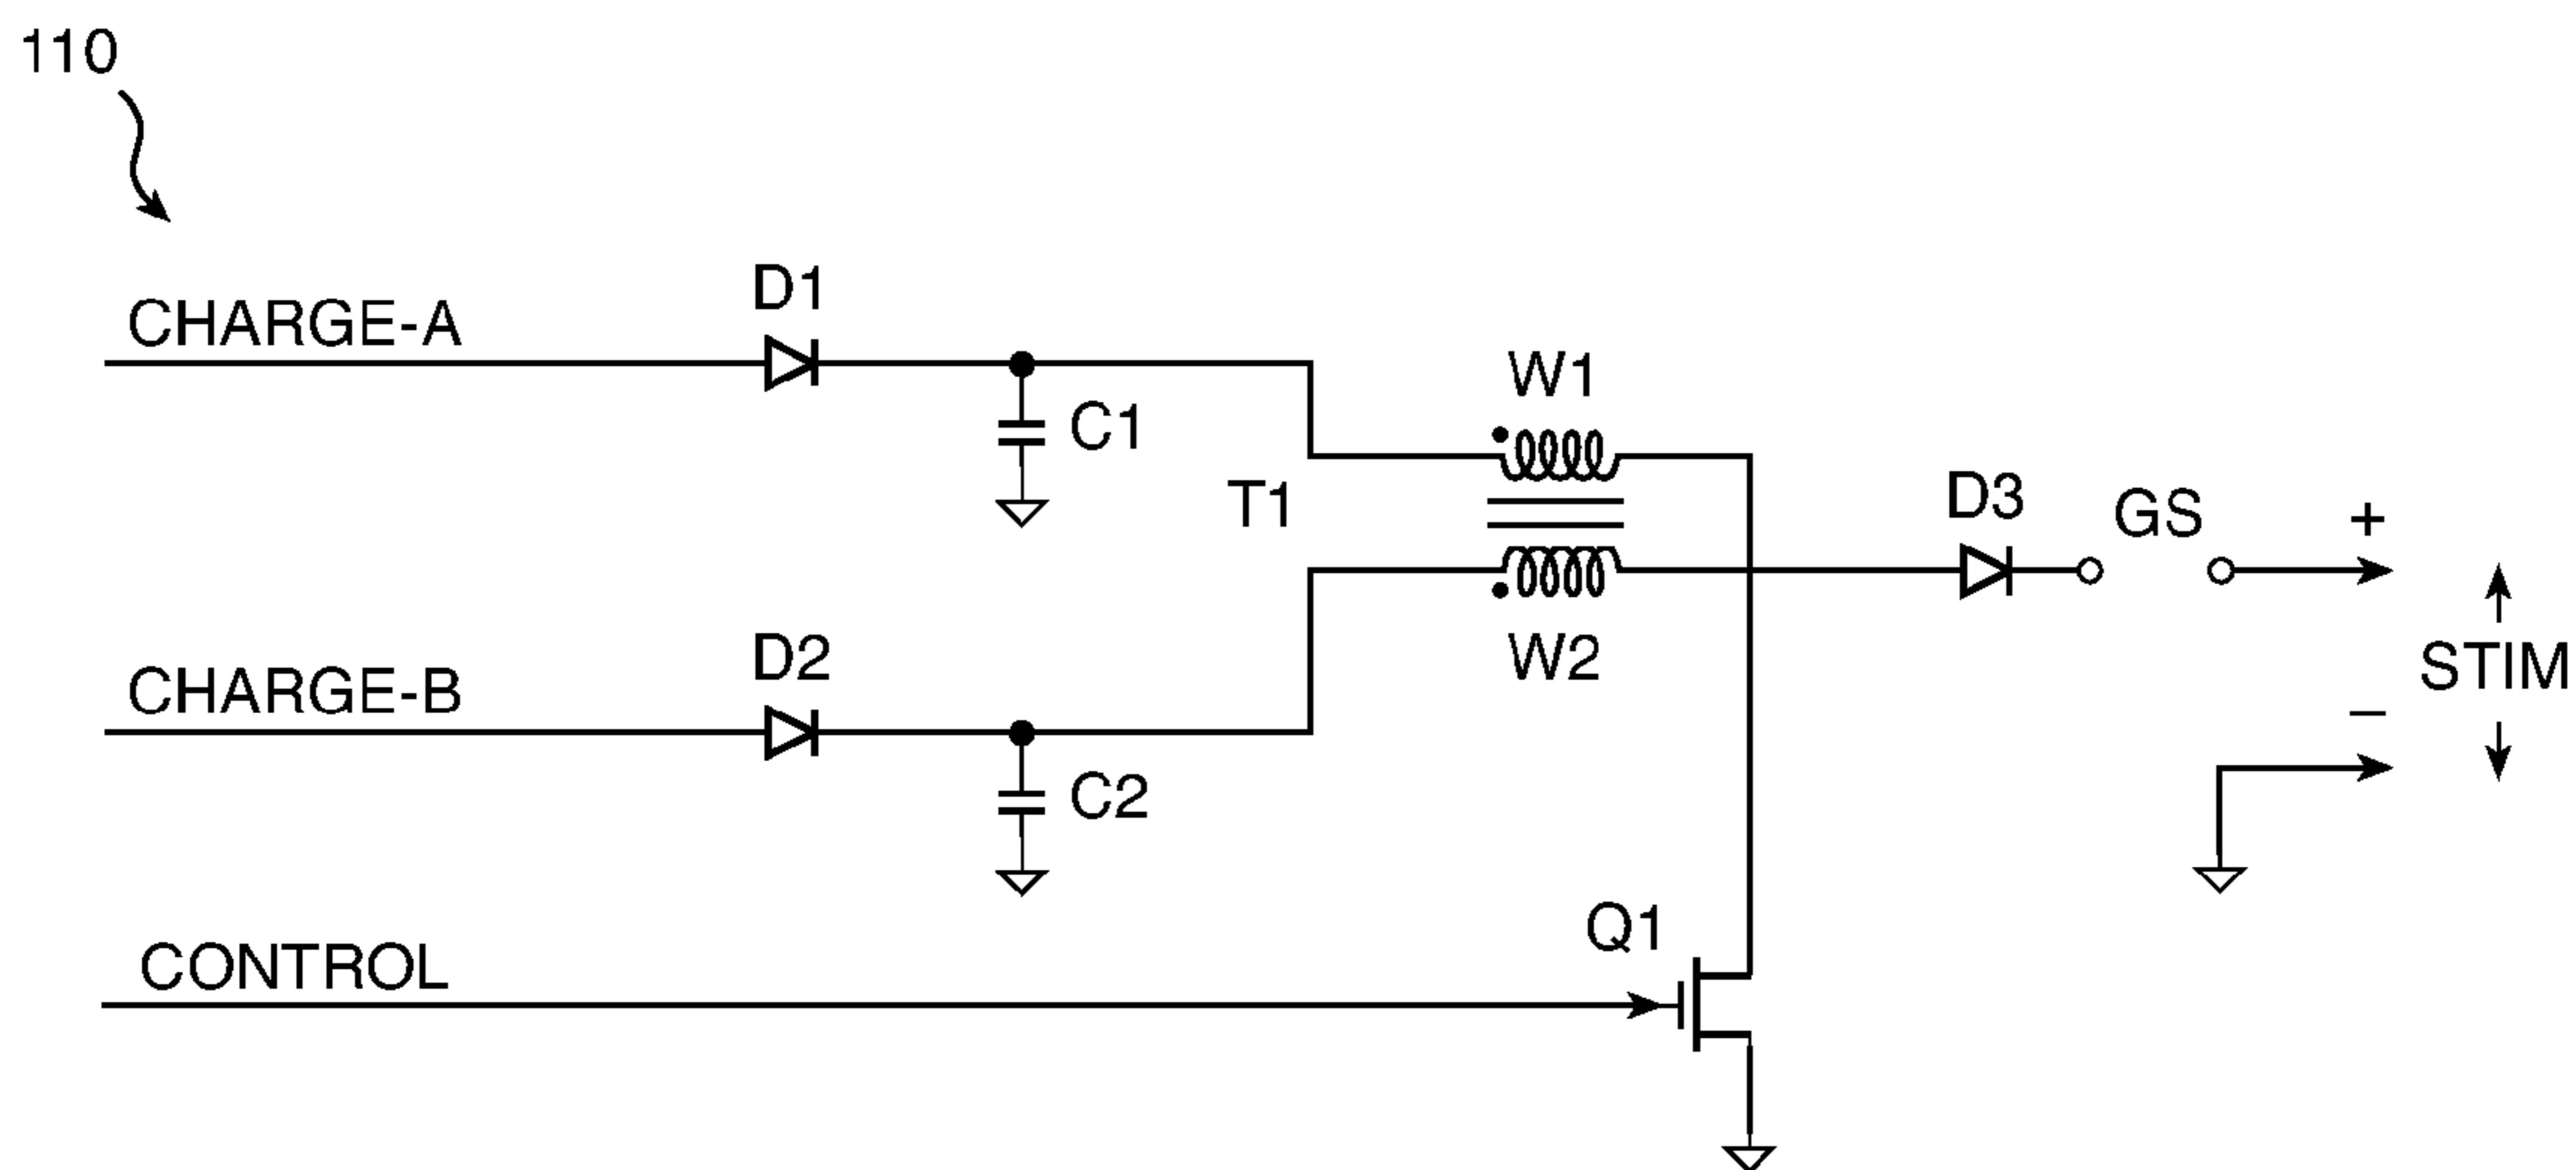 110
CHARGE-A
D1
C1
W1
T1
D3
GS
+
STIM
−
CHARGE-B
D2
W2
C2
CONTROL
Q1